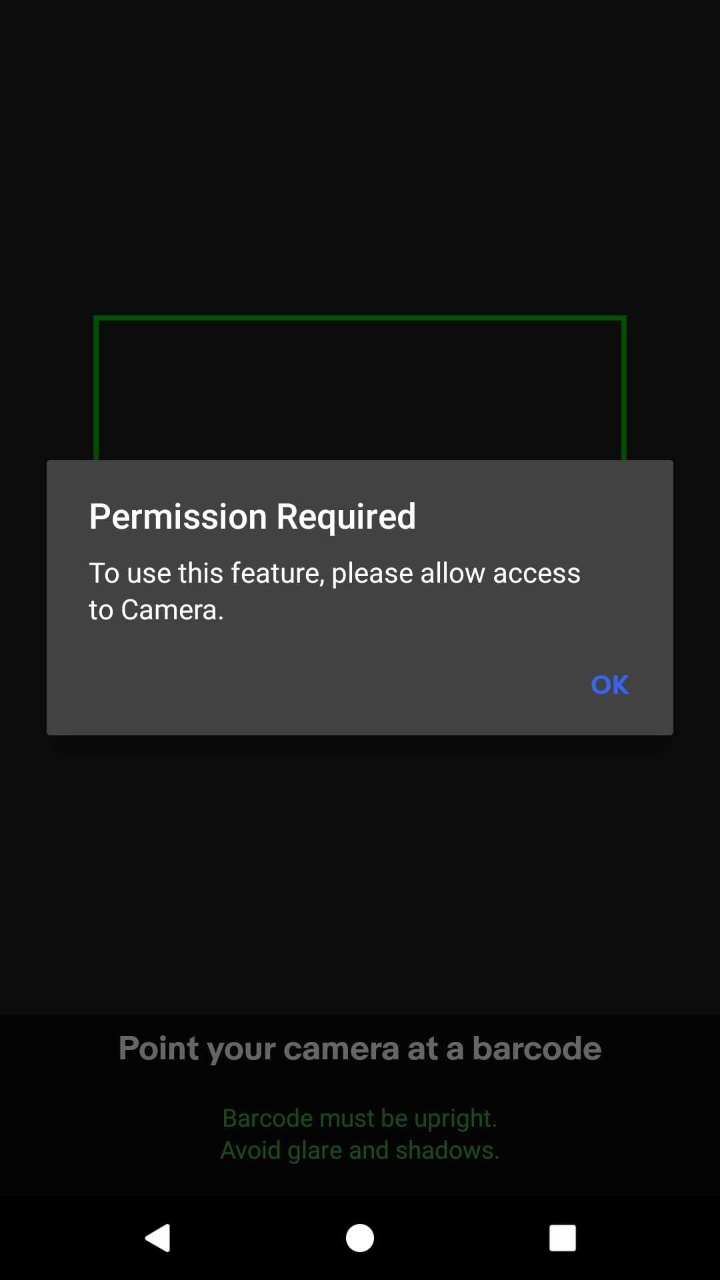 Permission Required
To use this feature, please allow access
to Camera.
OK
Point your camera at a barcode
Barcode must be upright.
Avoid glare and shadows.